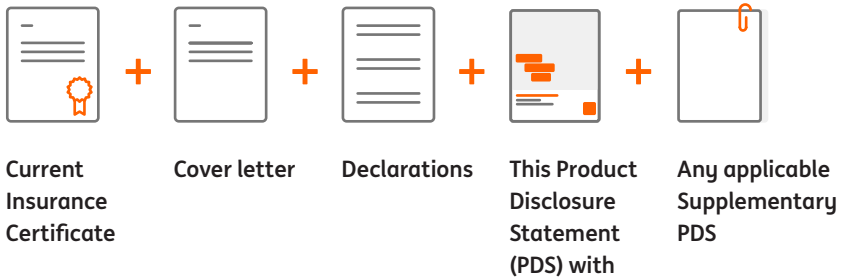 Current
Insurance
Certificate
Cover letter
Declarations
This Product
Disclosure
Statement
(PDS) with
Any applicable
Supplementary
PDS